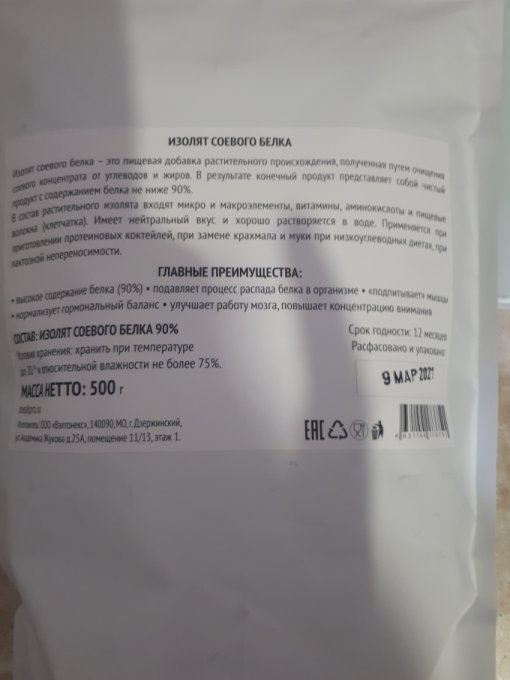 ИЗОЛЯТ СОЕВОГО БЕЛКА
Изолят соевого белка – это пищевая добавка растительного происхождения, полученная путем очищения
соевого концентрата от углеводов и жиров. В результате конечный продукт представляет собой чистый
продукт с содержанием белка не ниже 90%.
В состав растительного изолята входят микро и макроэлементы, витамины, аминокислоты и пищевые
волокна (клетчатка). Имеет нейтральный вкус и хорошо растворяется в воде. Применяется при
приготовлении протеиновых коктейлей, при замене крахмала и муки при низкоуглеводных диетах, при
лактозной непереносимости.
ГЛАВНЫЕ ПРЕИМУЩЕСТВА:
• высокое содержание белка (90%) • подавляет процесс распада белка в организме • «подпитывает» мышцы
• нормализует гормональный баланс • улучшает работу мозга, повышает концентрацию внимания
СОСТАВ: ИЗОЛЯТ СОЕВОГО БЕЛКА 90%
Условия хранения: хранить при температуре
и относительной влажности не более 75%.
МАССА НЕТТО: 500 г
Изготовитель: ООО «Вэлтонекс», 140090, МО, г. Дзержинский,
ул. Академика Жукова д.25А, помещение 11/13, этаж 1.
Срок годности: 12 месяцев
Расфасовано и упаковано:
9 МАР 2021
EAC